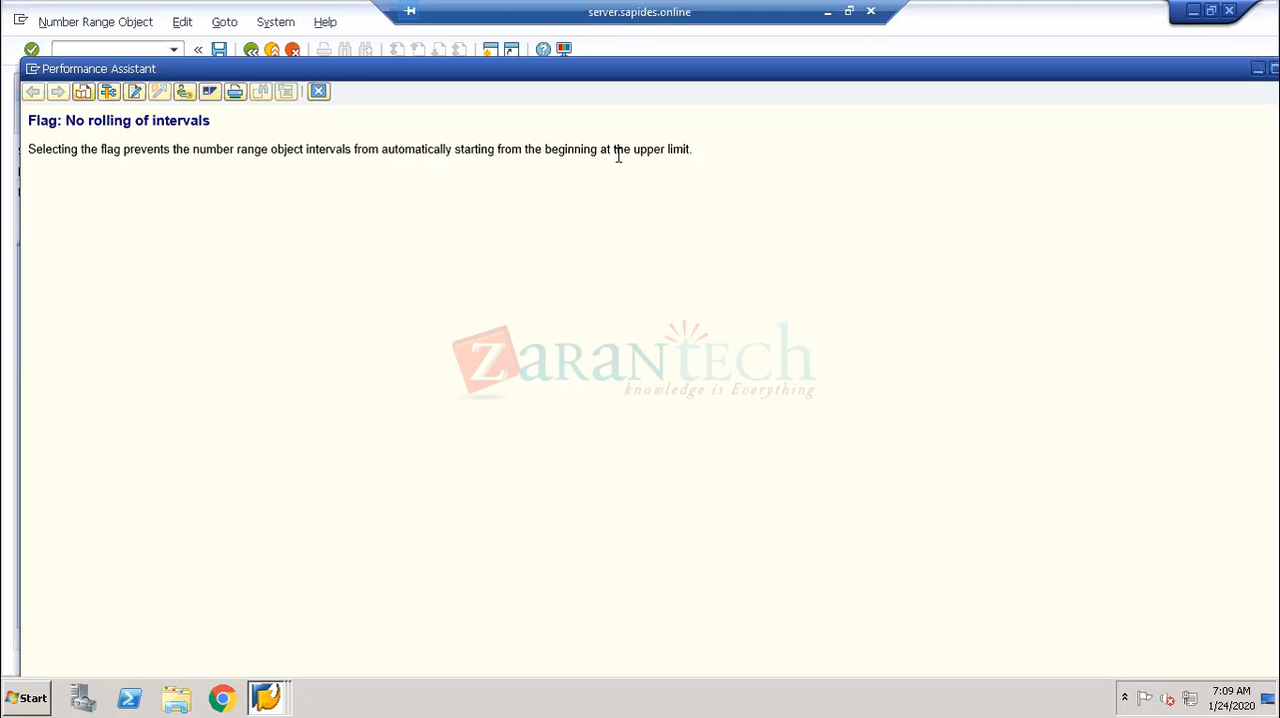 server.sapides.online
Number Range Object Edit Goto System Help
Performance Assistant
Flag: No rolling of intervals
Selecting the flag prevents the number range object intervals from automatically starting from the beginning at the upper limit.
zarantech
knowledge is Everything
Start
7:09 AM
1/24/2020